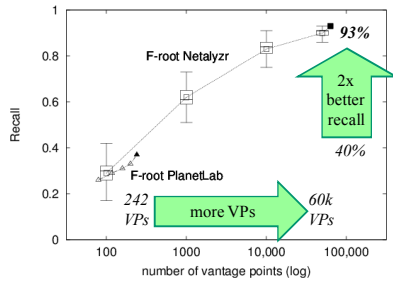 1
0.8
0.6
0.4
0.2
0
Recall
F-root Netalyzr
F-root PlanetLab
93%
2x
better
recall
40%
242
VPs
more VPs
60k
VPs
100
1000
10,000
100,000
number of vantage points (log)